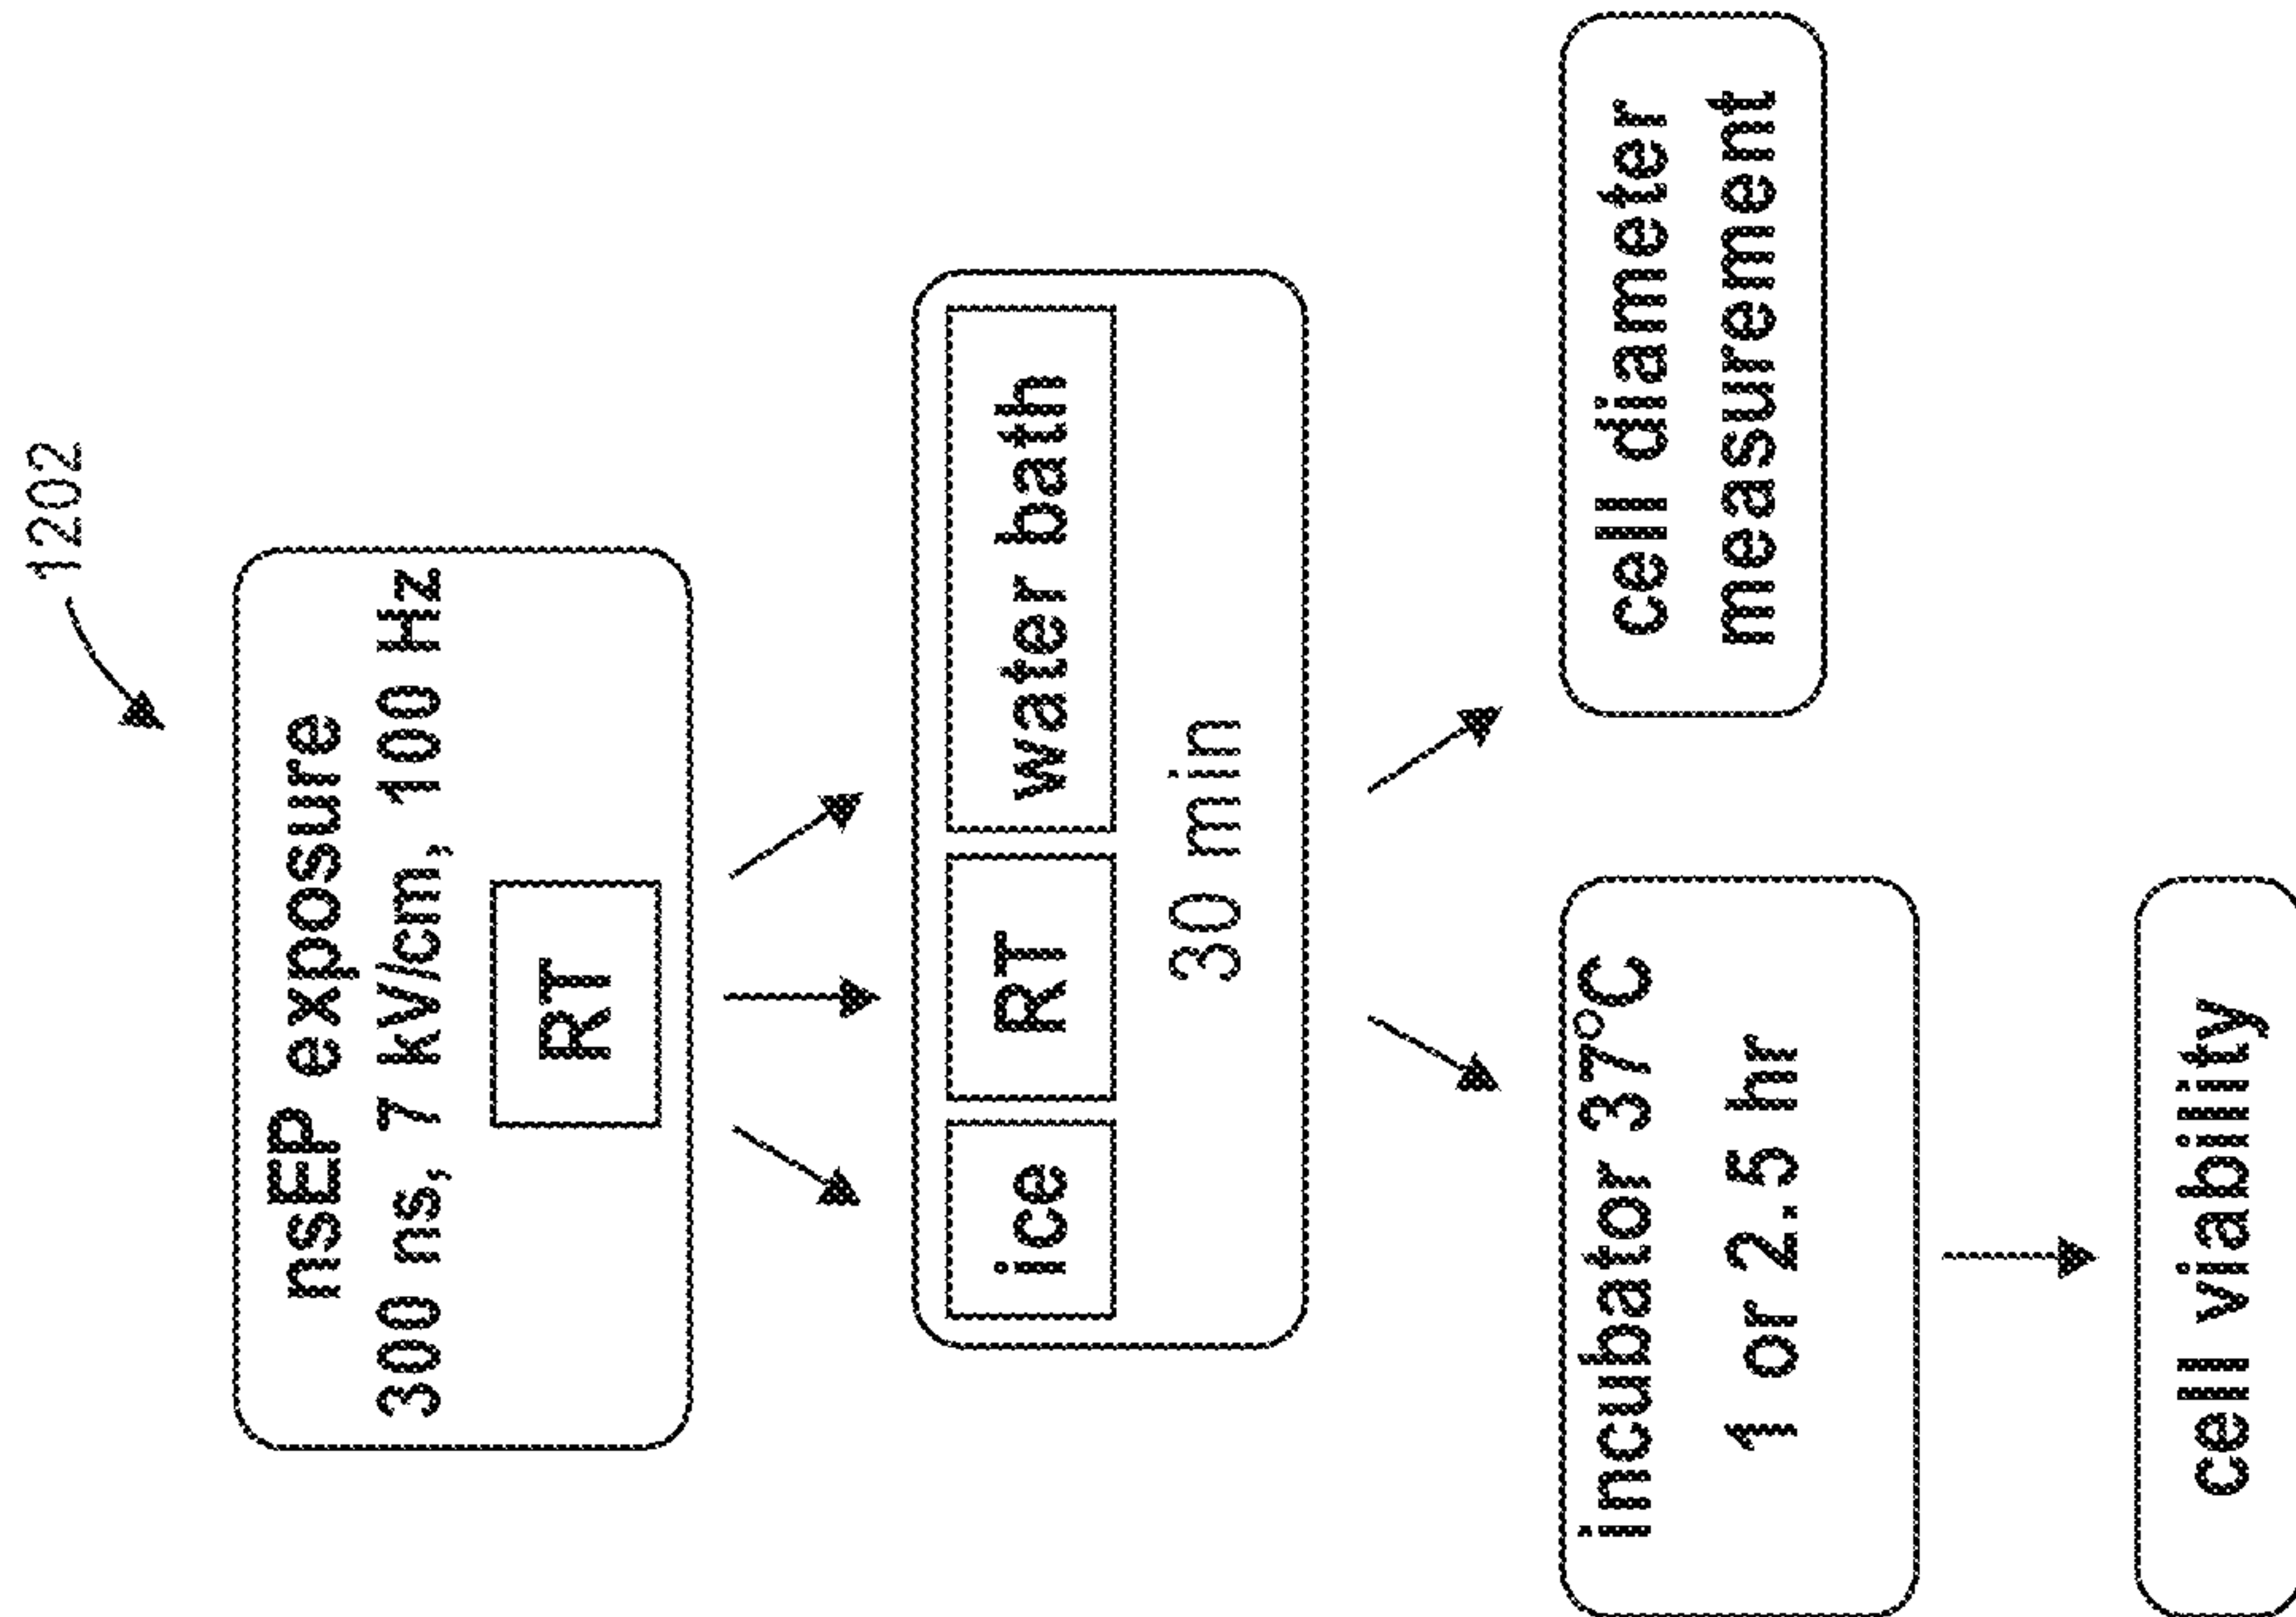 1202
nsEP exposure
300 ns, 7 kV/cm, 100 Hz
RT
ice RT water bath
30 min
incubator 37°C
1 or 2.5 hr
cell diameter
measurement
cell viability